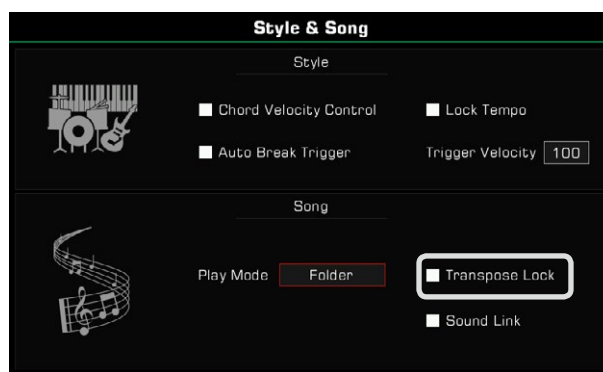 Style & Song
Style
Chord Velocity Control
Lock Tempo
Auto Break Trigger
Trigger Velocity 100
Song
Play Mode Folder
Transpose Lock
Sound Link